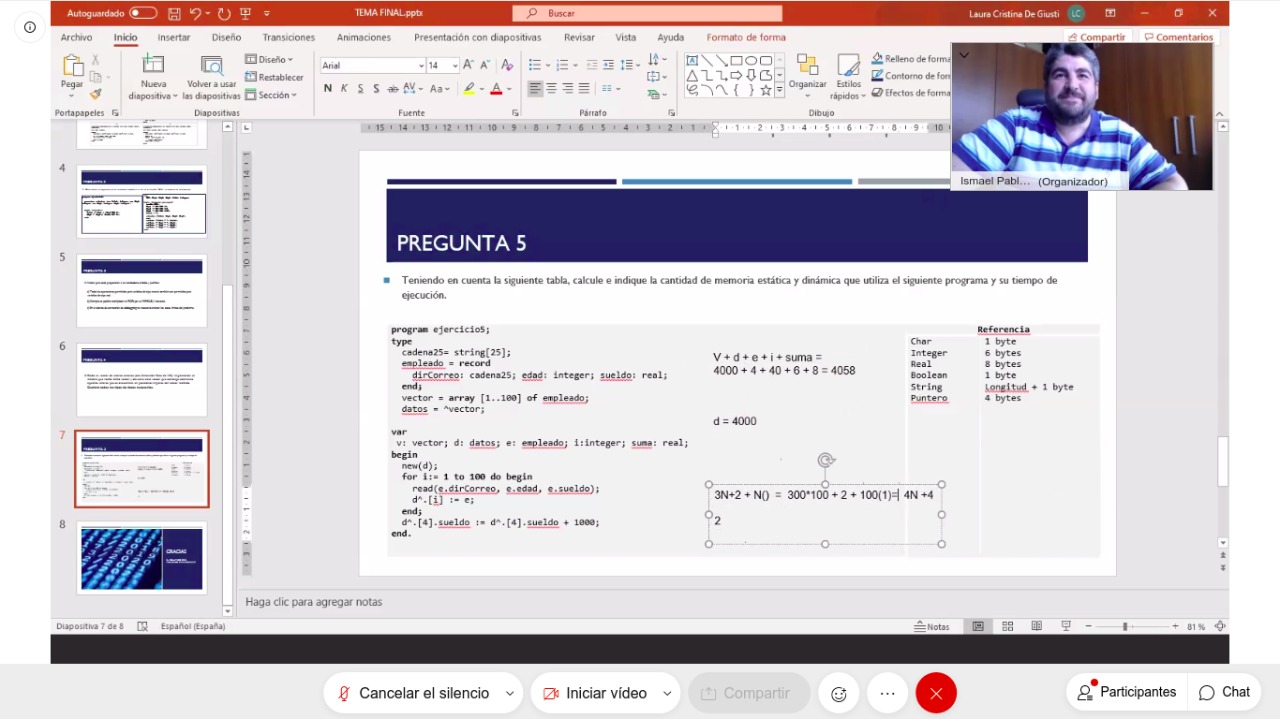 Autoguardado
TEMA FINAL.pptx
Buscar
Laura Cristina De Giusti
LC
Archivo Inicio Insertar Diseño Transiciones Animaciones Presentación con diapositivas Revisar Vista Ayuda Formato de forma
Compartir Comentarios
Pegar
Nueva diapositiva
Volver a usar las diapositivas
Diseño
Restablecer
Sección
Arial 14
N K S S ab AV Aa A
Organizar
Estilos rápidos
Relleno de forma
Contorno de forma
Efectos de forma
Portapapeles Diapositivas Fuente Párrafo Dibujo
Ismael Pabl... (Organizador)
4
5
6
7
8
GRACIAS
PREGUNTA 5
Teniendo en cuenta la siguiente tabla, calcule e indique la cantidad de memoria estática y dinámica que utiliza el siguiente programa y su tiempo de
ejecución.
program ejercicio5;
type
cadena25= string[25];
empleado = record
dirCorreo: cadena25; edad: integer; sueldo: real;
end;
vector = array [1..100] of empleado;
datos = ^vector;
var
v: vector; d: datos; e: empleado; i:integer; suma: real;
begin
new(d);
for i:= 1 to 100 do begin
read(e.dirCorreo, e.edad, e.sueldo);
d^.[i] := e;
end;
d^.[4].sueldo := d^.[4].sueldo + 1000;
end.
V + d + e + i + suma =
4000 + 4 + 40 + 6 + 8 = 4058
d = 4000
3N+2 + N() = 300*100 + 2 + 100(1)= 4N +4
2
Referencia
Char 1 byte
Integer 6 bytes
Real 8 bytes
Boolean 1 byte
String Longitud + 1 byte
Puntero 4 bytes
Haga clic para agregar notas
Diapositiva 7 de 8 Español (España) Notas 81 %
Cancelar el silencio
Iniciar vídeo
Compartir
Participantes
Chat